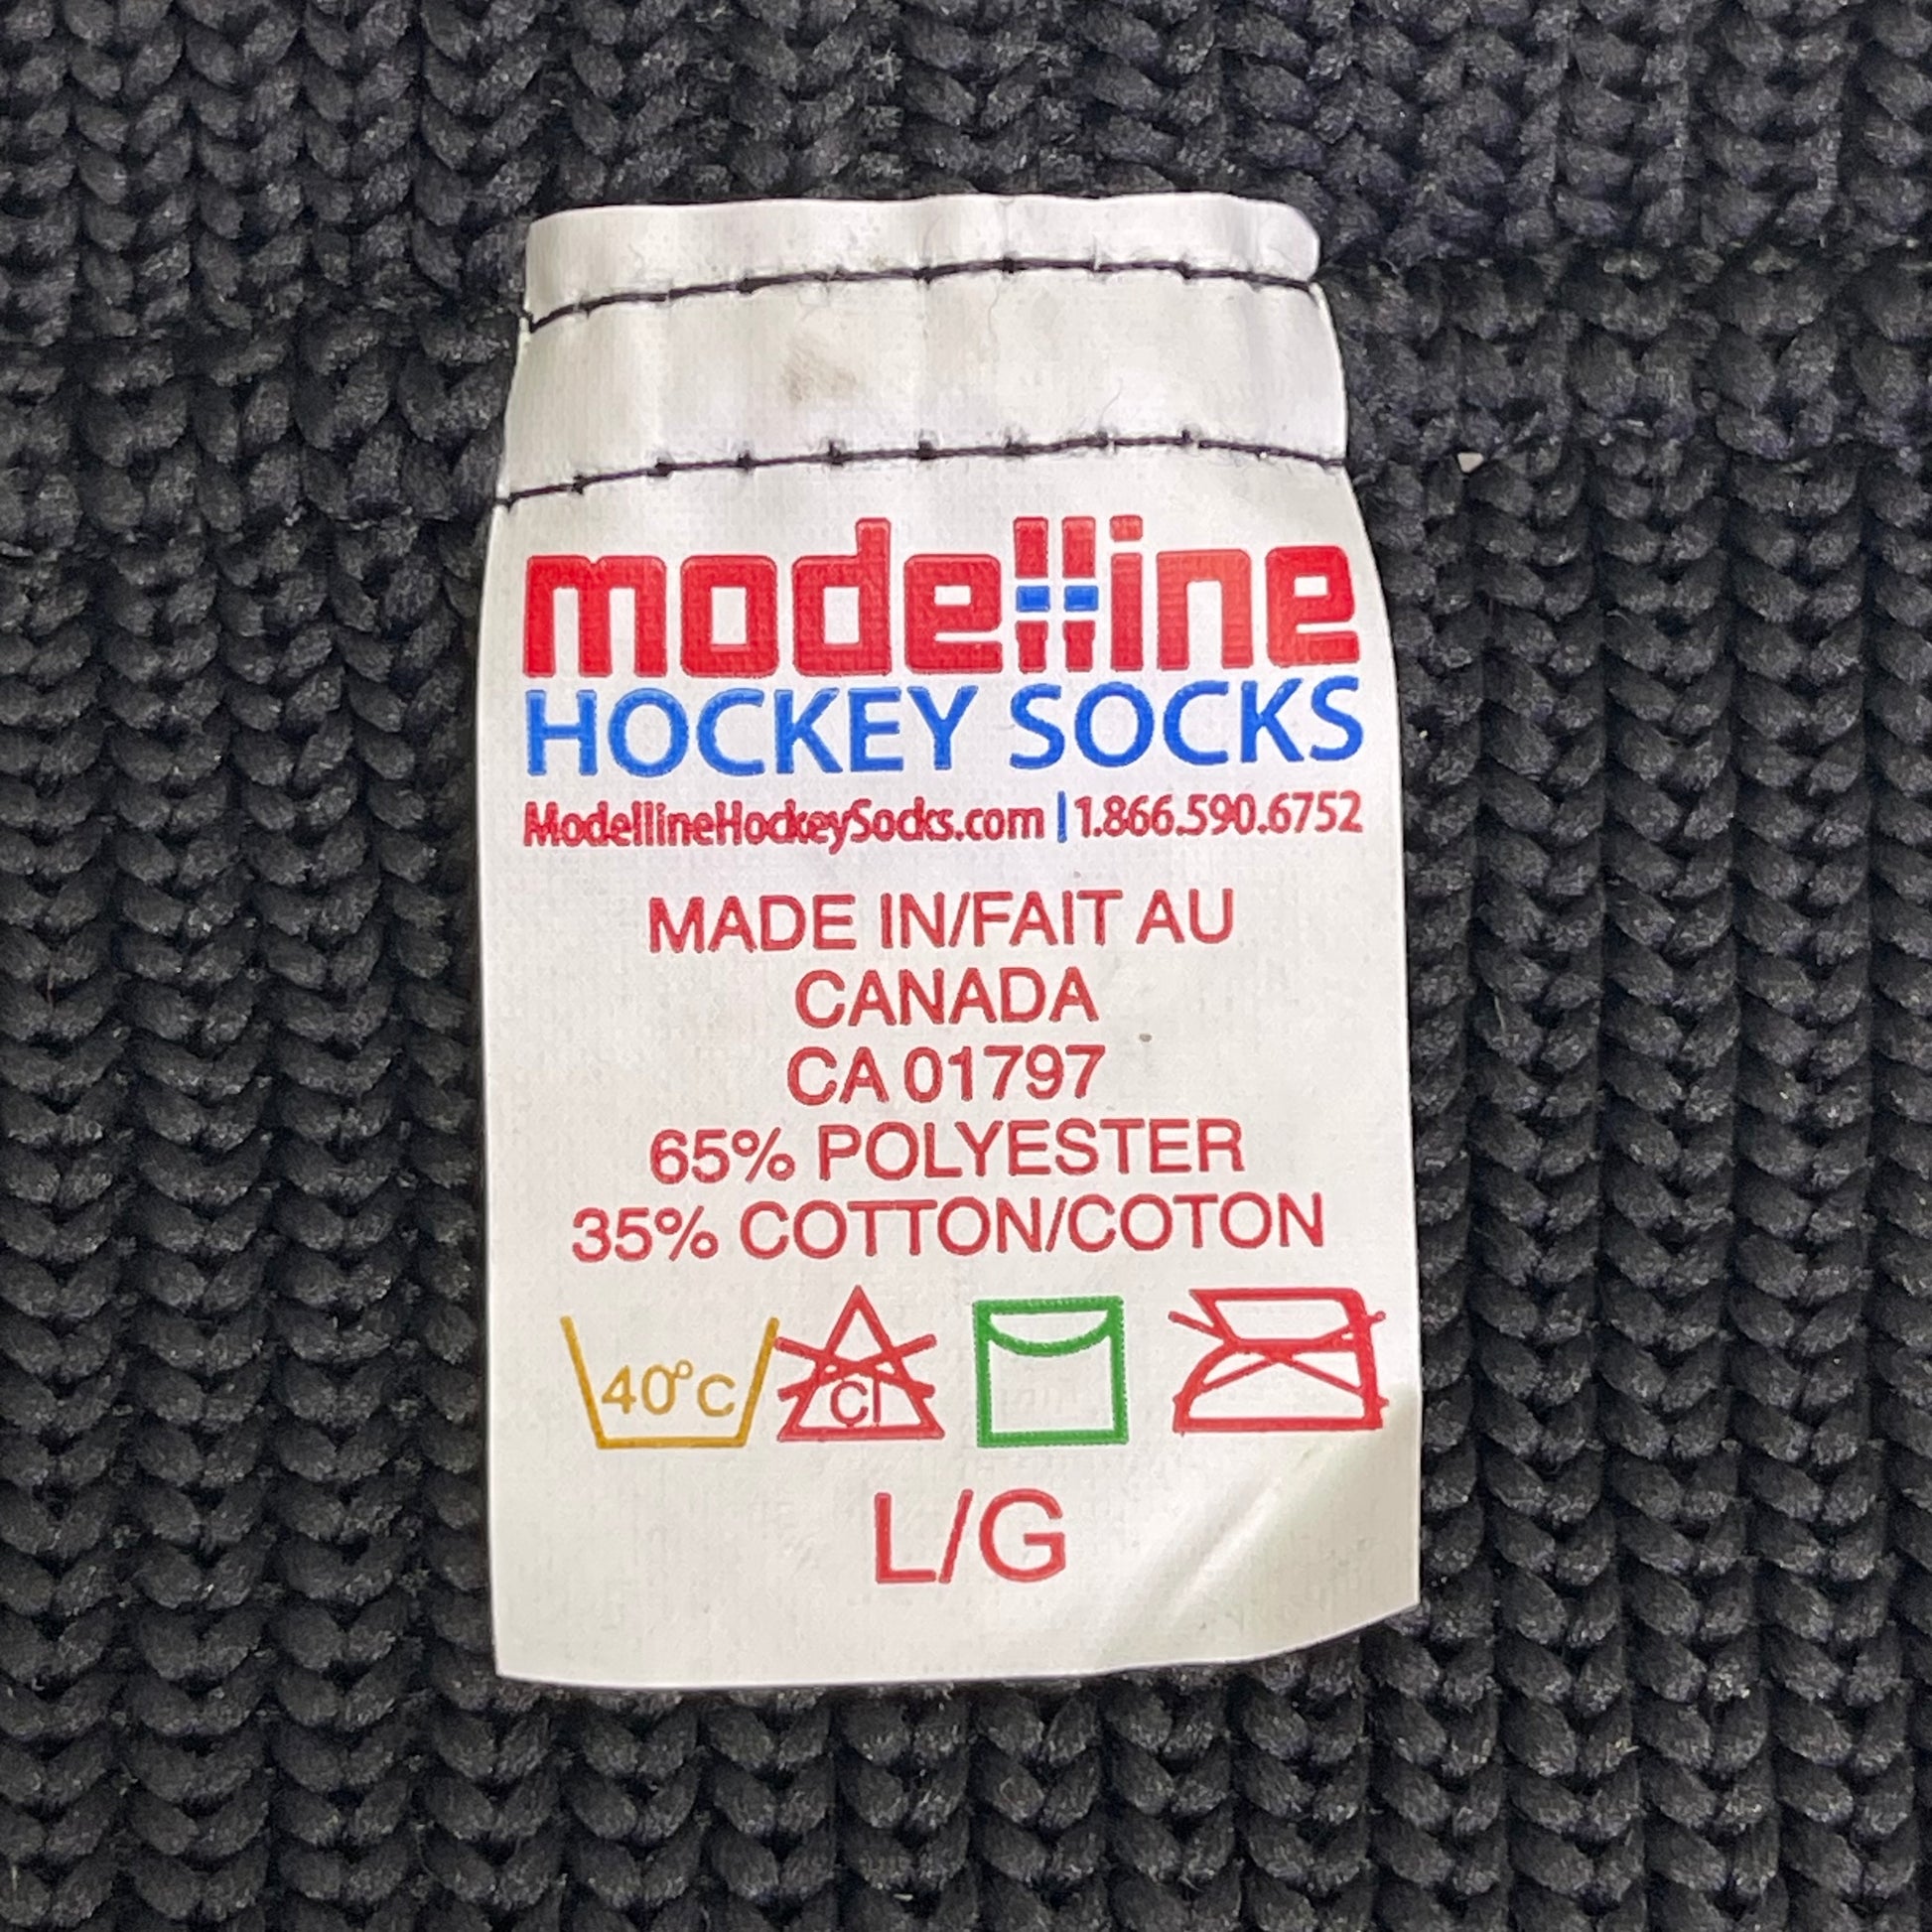 modelline
HOCKEY SOCKS
ModellineHockeySocks.com | 1.866.590.6752
MADE IN/FAIT AU
CANADA
CA 01797
65% POLYESTER
35% COTTON/COTON
40°C Cl
L/G